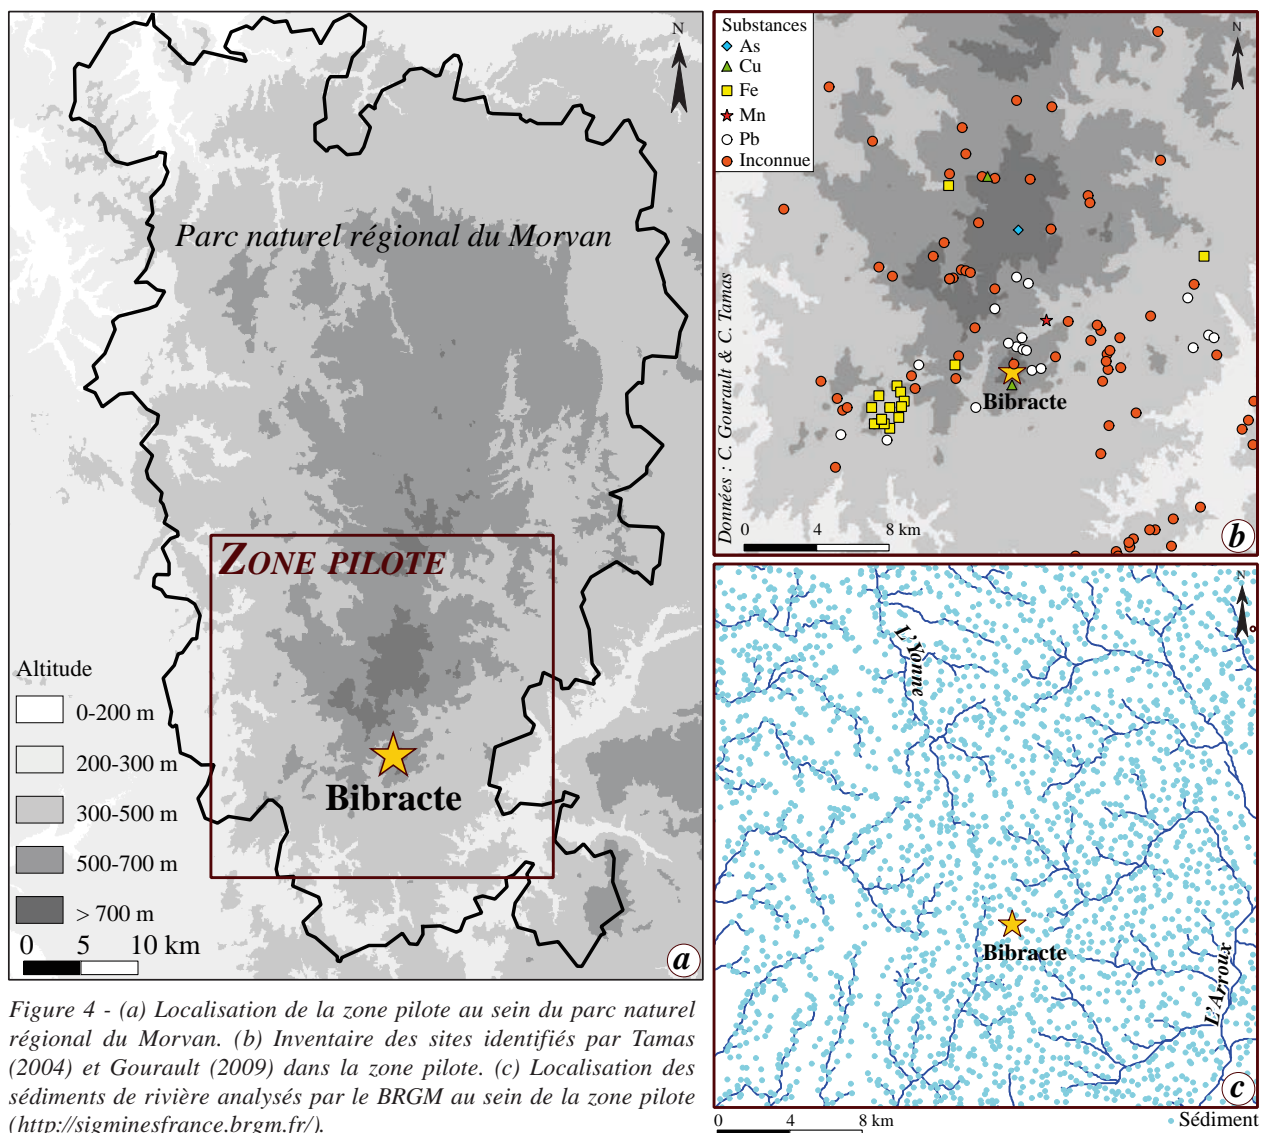 N
Parc naturel régional du Morvan
ZONE PILOTE
Bibracte
Altitude
0-200 m
200-300 m
300-500 m
500-700 m
> 700 m
0 5 10 km
a
Substances
As
Cu
Fe
Mn
Pb
Inconnue
N
Bibracte
Données : C. Gourault & C. Tamas
0 4 8 km
b
N
L'Yonne
Bibracte
L'Arroux
c
0 4 8 km
Sédiment
Figure 4 - (a) Localisation de la zone pilote au sein du parc naturel
régional du Morvan. (b) Inventaire des sites identifiés par Tamas
(2004) et Gourault (2009) dans la zone pilote. (c) Localisation des
sédiments de rivière analysés par le BRGM au sein de la zone pilote
(http://sigminesfrance.brgm.fr/).